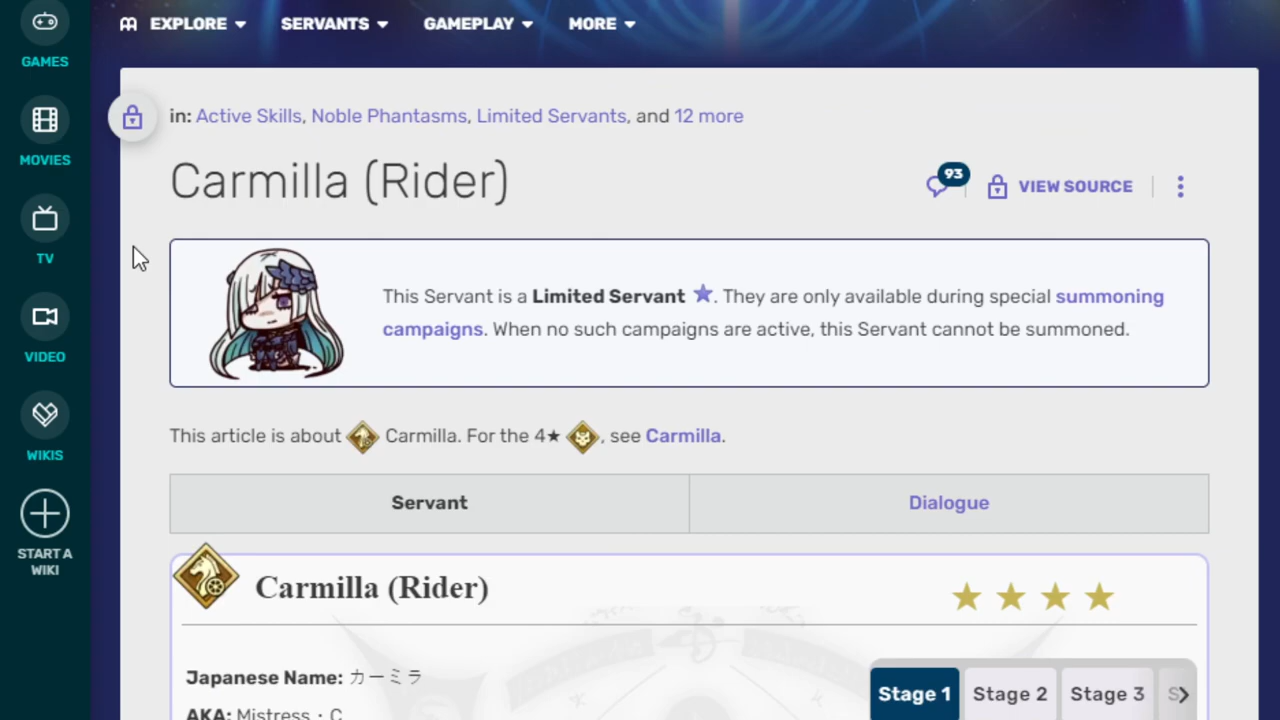 GAMES
MOVIES
TV
VIDEO
WIKIS
START A
WIKI
EXPLORE SERVANTS GAMEPLAY MORE
in: Active Skills, Noble Phantasms, Limited Servants, and 12 more
Carmilla (Rider)
93
VIEW SOURCE
This Servant is a Limited Servant ★. They are only available during special summoning
campaigns. When no such campaigns are active, this Servant cannot be summoned.
This article is about Carmilla. For the 4★ , see Carmilla.
Servant Dialogue
Carmilla (Rider) ★ ★ ★ ★
Japanese Name: カーミラ
Stage 1 Stage 2 Stage 3 S
AKA: Mistress・C